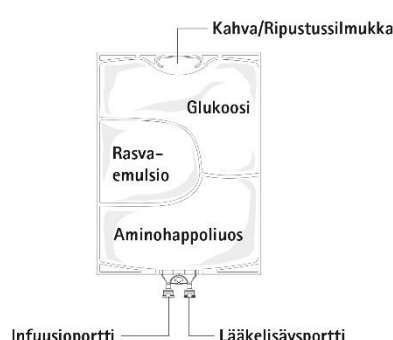 Kahva/Ripustussilmukka
Glukoosi
Rasva-
emulsio
Aminohappoliuos
Infuusioportti
Lääkelisäysportti